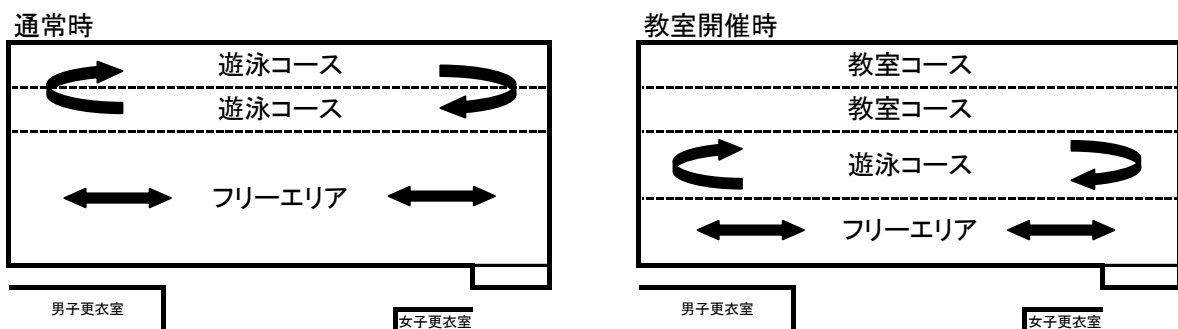 通常時
遊泳コース
遊泳コース
フリーエリア
男子更衣室
女子更衣室
教室開催時
教室コース
教室コース
遊泳コース
フリーエリア
男子更衣室
女子更衣室